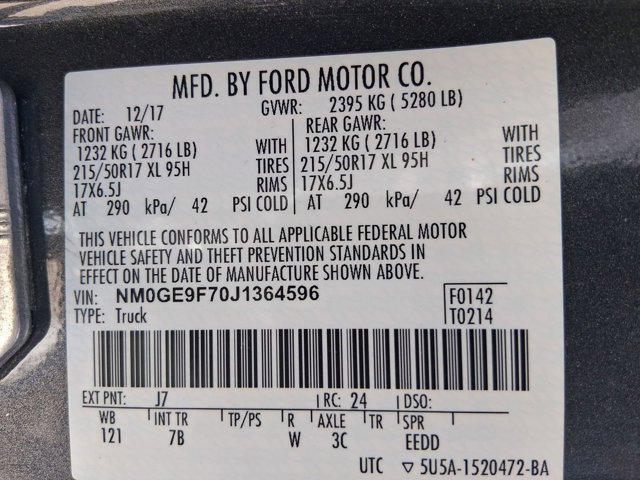 MFD. BY FORD MOTOR CO.
DATE: 12/17 GVWR: 2395 KG ( 5280 LB)
FRONT GAWR: REAR GAWR:
1232 KG ( 2716 LB) WITH 1232 KG ( 2716 LB) WITH
215/50R17 XL 95H TIRES 215/50R17 XL 95H TIRES
17X6.5J RIMS 17X6.5J RIMS
AT 290 kPa/ 42 PSI COLD AT 290 kPa/ 42 PSI COLD
THIS VEHICLE CONFORMS TO ALL APPLICABLE FEDERAL MOTOR
VEHICLE SAFETY AND THEFT PREVENTION STANDARDS IN
EFFECT ON THE DATE OF MANUFACTURE SHOWN ABOVE.
VIN: NM0GE9F70J1364596 F0142
TYPE: Truck T0214
EXT PNT: J7 RC: 24 DSO:
WB INT TR TP/PS R AXLE TR SPR
121 7B W 3C EEDD
UTC ▽ 5U5A-1520472-BA